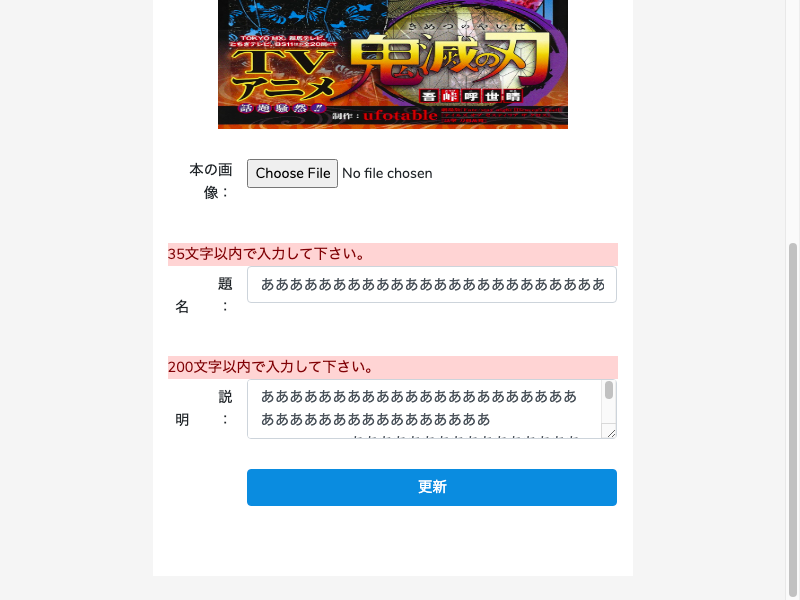 きめつのやいば
TOKYO MX、群馬テレビ、
とちぎテレビ、BS11ほか全20局にて
TVアニメ
鬼滅の刃
話題騒然!!
吾峠呼世晴
制作:ufotable
本の画像：
Choose File No file chosen
35文字以内で入力して下さい。
題名：
ああああああああああああああああああああああああ
200文字以内で入力して下さい。
説明：
ああああああああああああああああああああああ
ああああああああああああああああ
更新